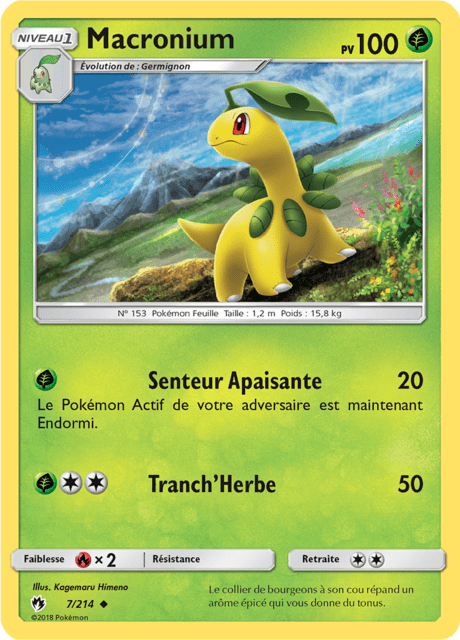 NIVEAU 1
Macronium
PV 100
Évolution de : Germignon
N° 153 Pokémon Feuille Taille : 1,2 m Poids : 15,8 kg
Senteur Apaisante 20
Le Pokémon Actif de votre adversaire est maintenant
Endormi.
Tranch'Herbe 50
Faiblesse × 2 Résistance Retraite
Illus. Kagemaru Himeno
7/214
©2018 Pokémon
Le collier de bourgeons à son cou répand un
arôme épicé qui vous donne du tonus.